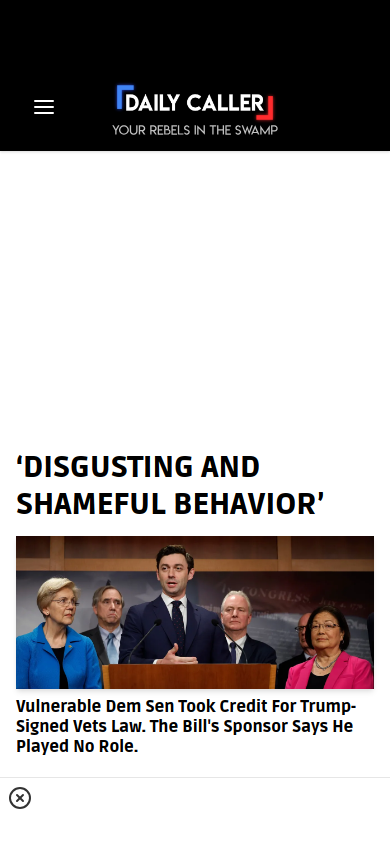 DAILY CALLER
YOUR REBELS IN THE SWAMP
‘DISGUSTING AND
SHAMEFUL BEHAVIOR’
CONGRESS
Vulnerable Dem Sen Took Credit For Trump-
Signed Vets Law. The Bill's Sponsor Says He
Played No Role.